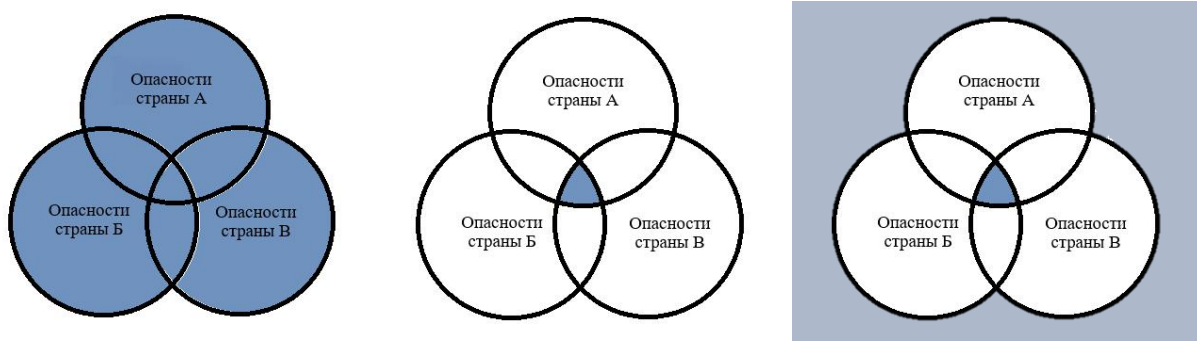 Опасности
страны А
Опасности
страны Б
Опасности
страны В
Опасности
страны А
Опасности
страны Б
Опасности
страны В
Опасности
страны А
Опасности
страны Б
Опасности
страны В